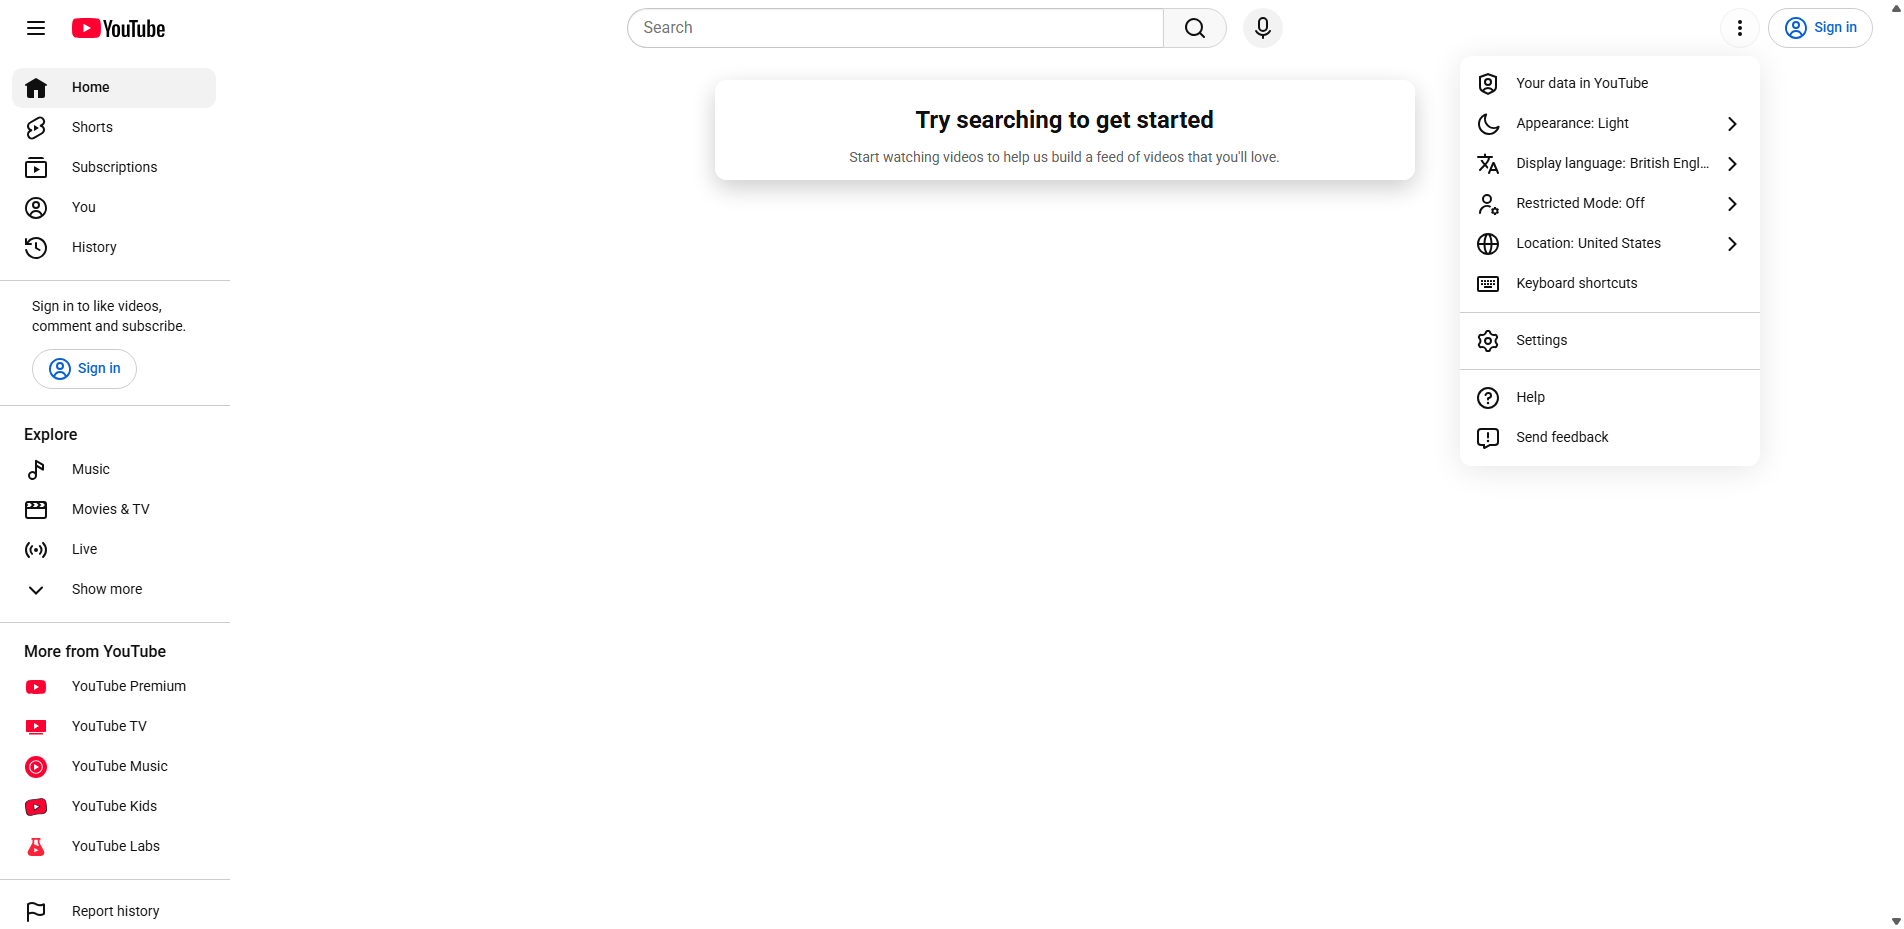 YouTube
Search
Sign in
Home
Shorts
Subscriptions
You
History
Sign in to like videos,
comment and subscribe.
Sign in
Explore
Music
Movies & TV
Live
Show more
More from YouTube
YouTube Premium
YouTube TV
YouTube Music
YouTube Kids
YouTube Labs
Report history
Try searching to get started
Start watching videos to help us build a feed of videos that you'll love.
Your data in YouTube
Appearance: Light
Display language: British Engl...
Restricted Mode: Off
Location: United States
Keyboard shortcuts
Settings
Help
Send feedback